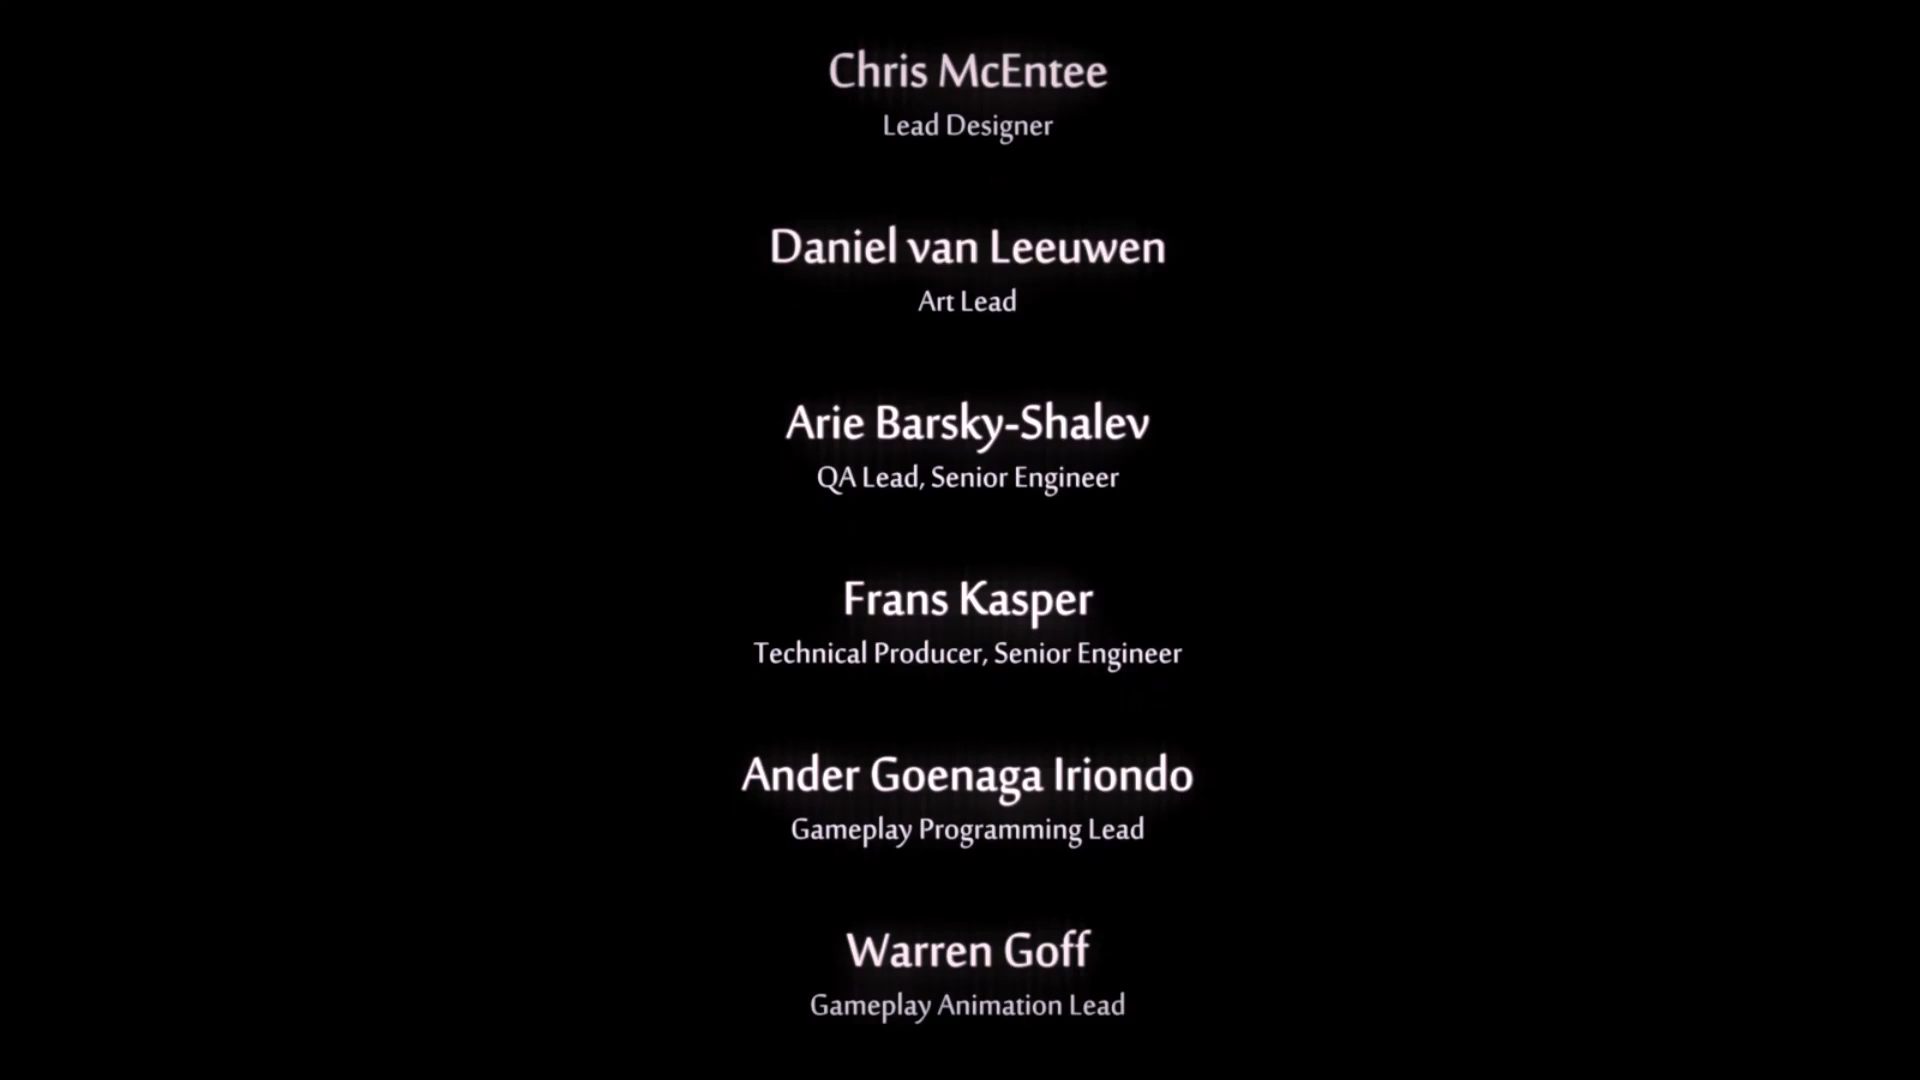 Chris McEntee
Lead Designer
Daniel van Leeuwen
Art Lead
Arie Barsky-Shalev
QA Lead, Senior Engineer
Frans Kasper
Technical Producer, Senior Engineer
Ander Goenaga Iriondo
Gameplay Programming Lead
Warren Goff
Gameplay Animation Lead